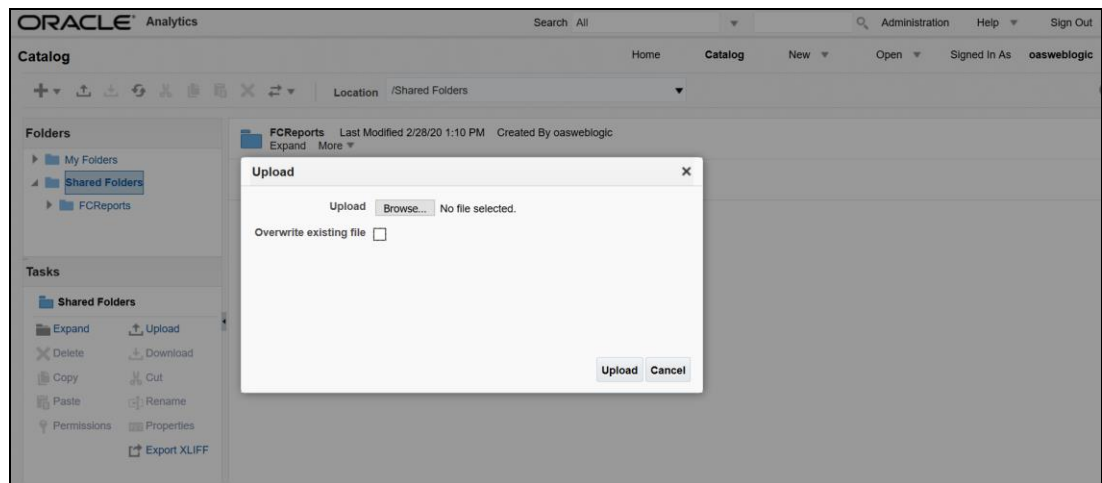 ORACLE Analytics Search All Administration Help Sign Out
Catalog Home Catalog New Open Signed In As oasweblogic
Location /Shared Folders
Folders
My Folders
Shared Folders
FCReports
FCReports Last Modified 2/28/20 1:10 PM Created By oasweblogic
Expand More
Upload
Upload Browse... No file selected.
Overwrite existing file
Upload Cancel
Tasks
Shared Folders
Expand Upload
Delete Download
Copy Cut
Paste Rename
Permissions Properties
Export XLIFF